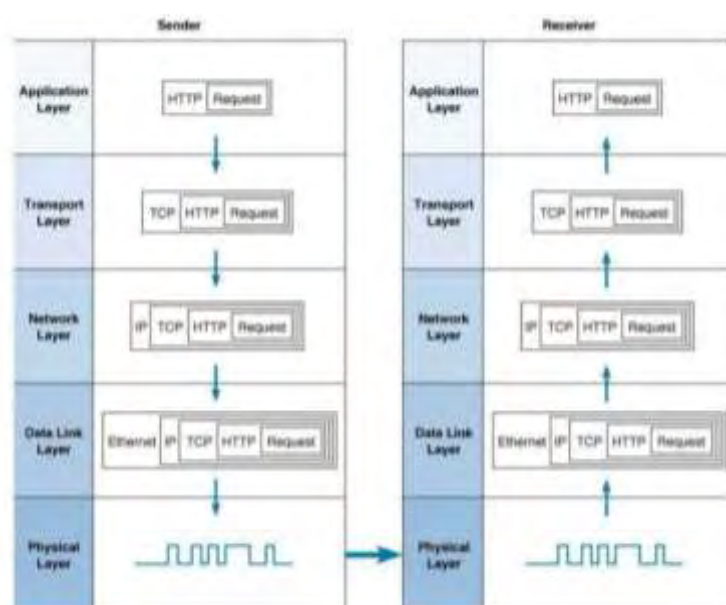 Sender
Receiver
Application
Layer
HTTP Request
Application
Layer
HTTP Request
Transport
Layer
TCP HTTP Request
Transport
Layer
TCP HTTP Request
Network
Layer
IP TCP HTTP Request
Network
Layer
IP TCP HTTP Request
Data Link
Layer
Ethernet IP TCP HTTP Request
Data Link
Layer
Ethernet IP TCP HTTP Request
Physical
Layer
Physical
Layer